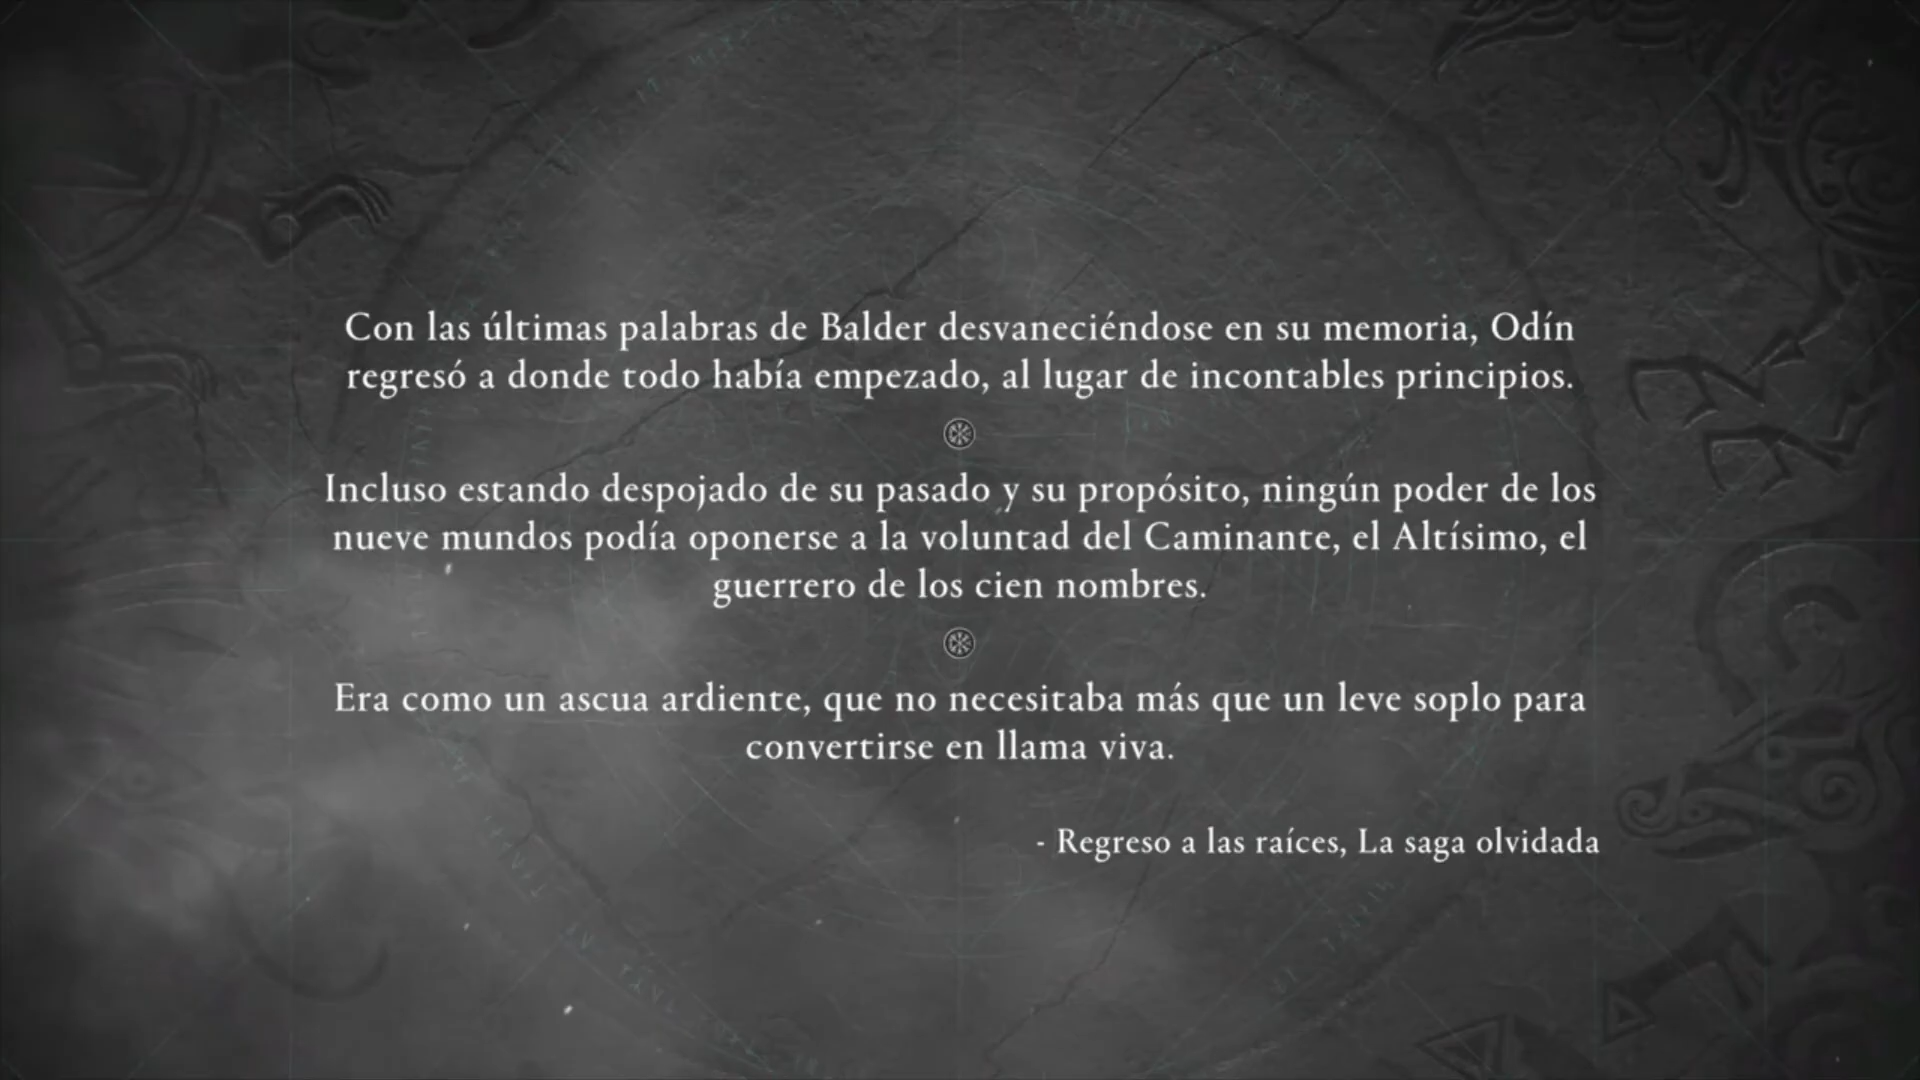 Con las últimas palabras de Balder desvaneciéndose en su memoria, Odín
regresó a donde todo había empezado, al lugar de incontables principios.
Incluso estando despojado de su pasado y su propósito, ningún poder de los
nueve mundos podía oponerse a la voluntad del Caminante, el Altísimo, el
guerrero de los cien nombres.
Era como un ascua ardiente, que no necesitaba más que un leve soplo para
convertirse en llama viva.
- Regreso a las raíces, La saga olvidada